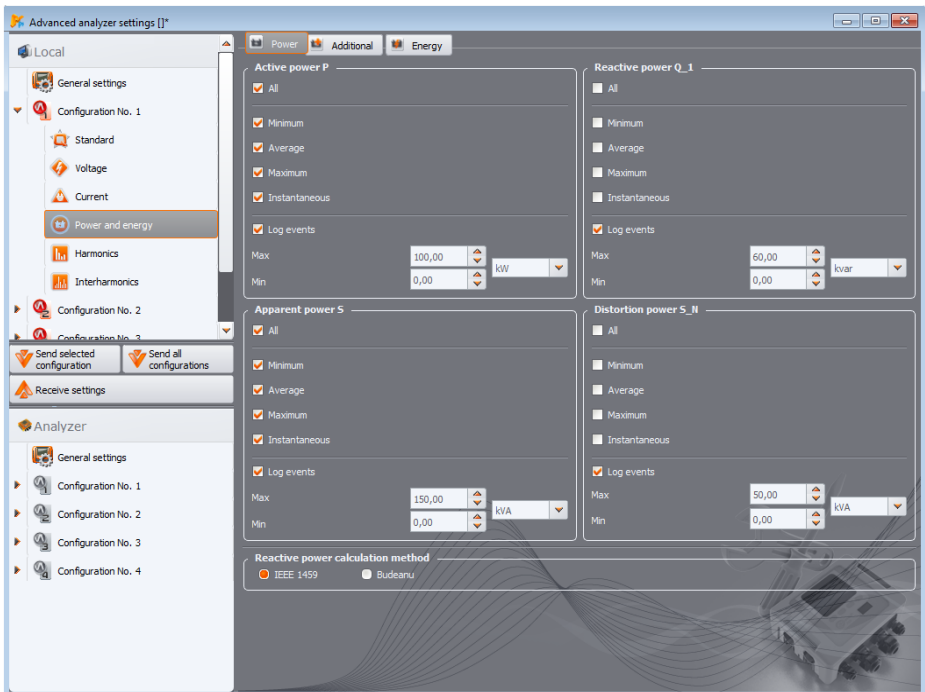 Advanced analyzer settings []*
Local
General settings
Configuration No. 1
Standard
Voltage
Current
Power and energy
Harmonics
Interharmonics
Configuration No. 2
Configuration No. 3
Send selected configuration
Send all configurations
Receive settings
Analyzer
General settings
Configuration No. 1
Configuration No. 2
Configuration No. 3
Configuration No. 4
Power
Additional
Energy
Active power P
All
Minimum
Average
Maximum
Instantaneous
Log events
Max 100,00
kW
Min 0,00
Reactive power Q_1
All
Minimum
Average
Maximum
Instantaneous
Log events
Max 60,00
kvar
Min 0,00
Apparent power S
All
Minimum
Average
Maximum
Instantaneous
Log events
Max 150,00
kVA
Min 0,00
Distortion power S_N
All
Minimum
Average
Maximum
Instantaneous
Log events
Max 50,00
kVA
Min 0,00
Reactive power calculation method
IEEE 1459 Budeanu